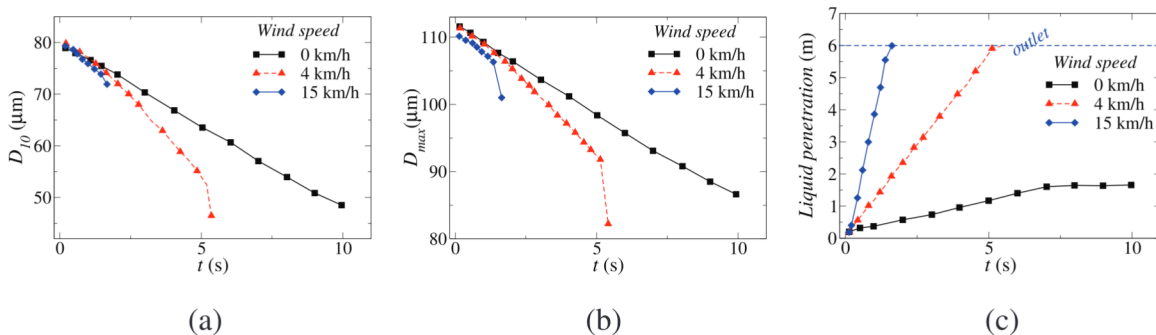 80
70
60
50
D10 (μm)
0
5
10
t (s)
Wind speed
0 km/h
4 km/h
15 km/h
(a)
110
100
90
80
Dmax(μm)
0
5
10
t (s)
Wind speed
0 km/h
4 km/h
15 km/h
(b)
7
6
5
4
3
2
1
0
Liquid penetration (m)
0
5
10
t (s)
outlet
Wind speed
0 km/h
4 km/h
15 km/h
(c)